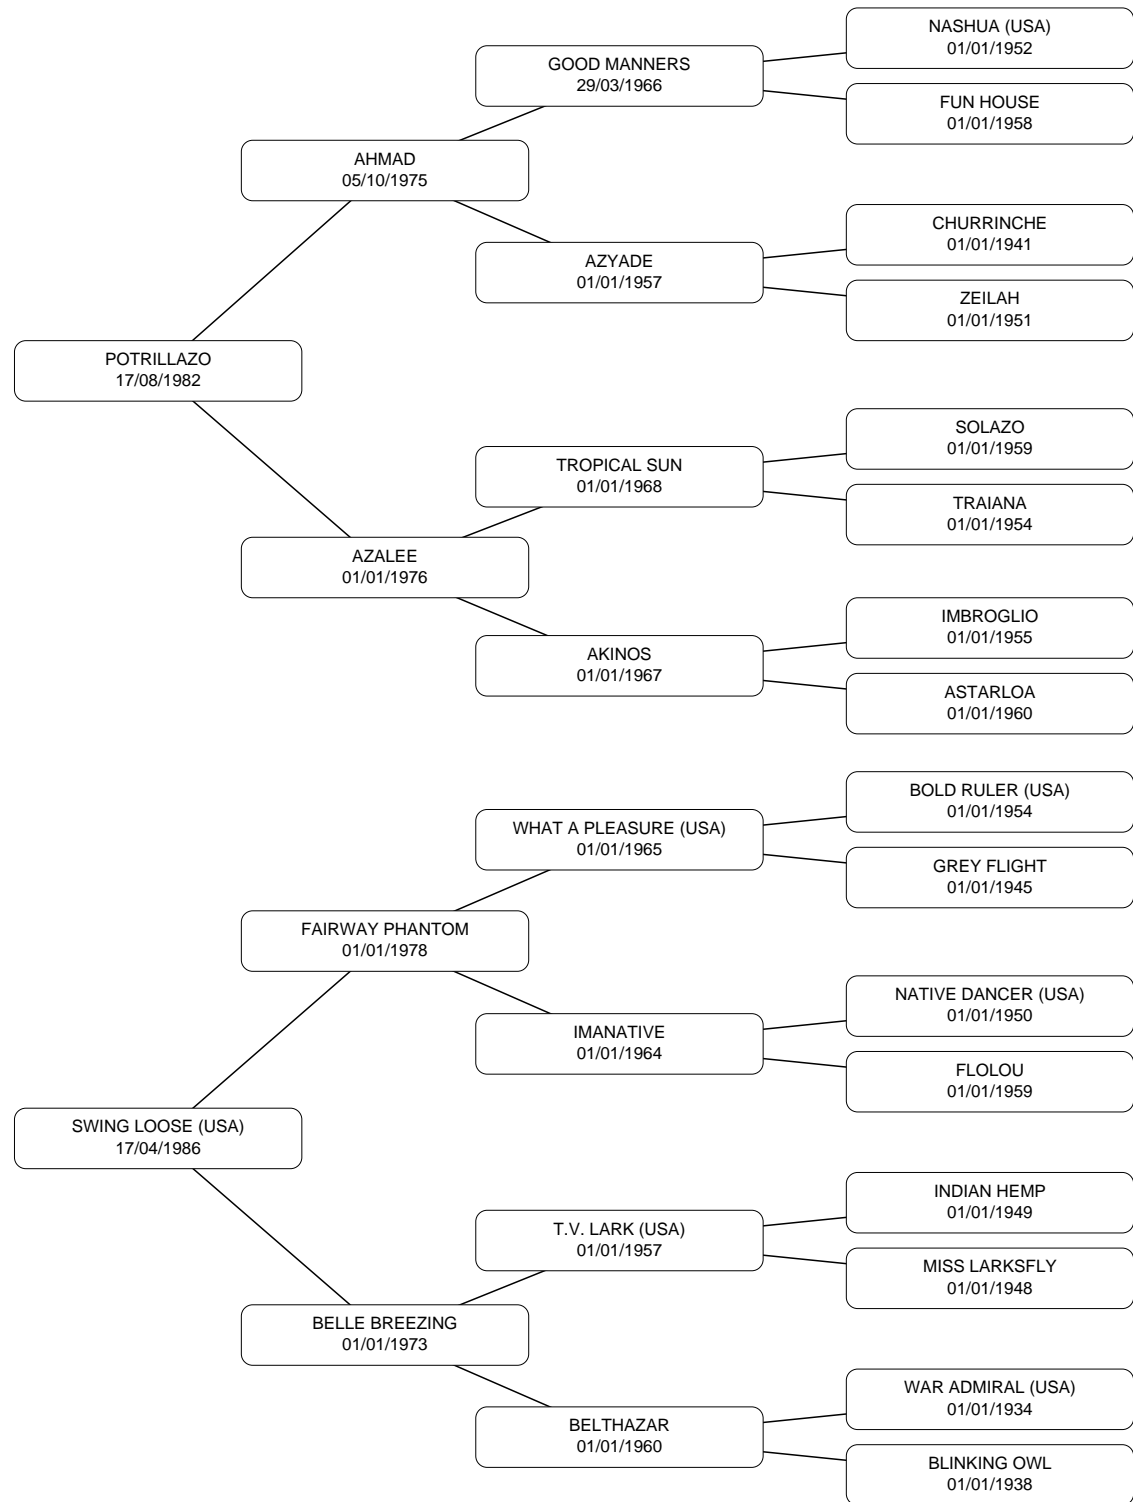 NASHUA (USA)
01/01/1952
GOOD MANNERS
29/03/1966
FUN HOUSE
01/01/1958
AHMAD
05/10/1975
CHURRINCHE
01/01/1941
AZYADE
01/01/1957
ZEILAH
01/01/1951
POTRILLAZO
17/08/1982
SOLAZO
01/01/1959
TROPICAL SUN
01/01/1968
TRAIANA
01/01/1954
AZALEE
01/01/1976
IMBROGLIO
01/01/1955
AKINOS
01/01/1967
ASTARLOA
01/01/1960
BOLD RULER (USA)
01/01/1954
WHAT A PLEASURE (USA)
01/01/1965
GREY FLIGHT
01/01/1945
FAIRWAY PHANTOM
01/01/1978
NATIVE DANCER (USA)
01/01/1950
IMANATIVE
01/01/1964
FLOLOU
01/01/1959
SWING LOOSE (USA)
17/04/1986
INDIAN HEMP
01/01/1949
T.V. LARK (USA)
01/01/1957
MISS LARKSFLY
01/01/1948
BELLE BREEZING
01/01/1973
WAR ADMIRAL (USA)
01/01/1934
BELTHAZAR
01/01/1960
BLINKING OWL
01/01/1938